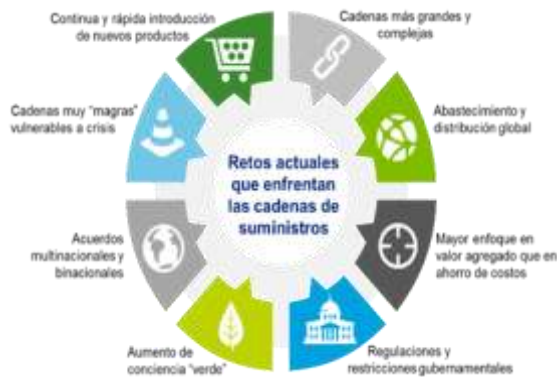 Continua y rápida introducción
de nuevos productos
Cadenas más grandes y
complejas
Cadenas muy "magras"
vulnerables a crisis
Abastecimiento y
distribución global
Retos actuales
que enfrentan
las cadenas de
suministros
Acuerdos
multinacionales y
binacionales
Mayor enfoque en
valor agregado que en
ahorro de costos
Aumento de
conciencia "verde"
Regulaciones y
restricciones gubernamentales